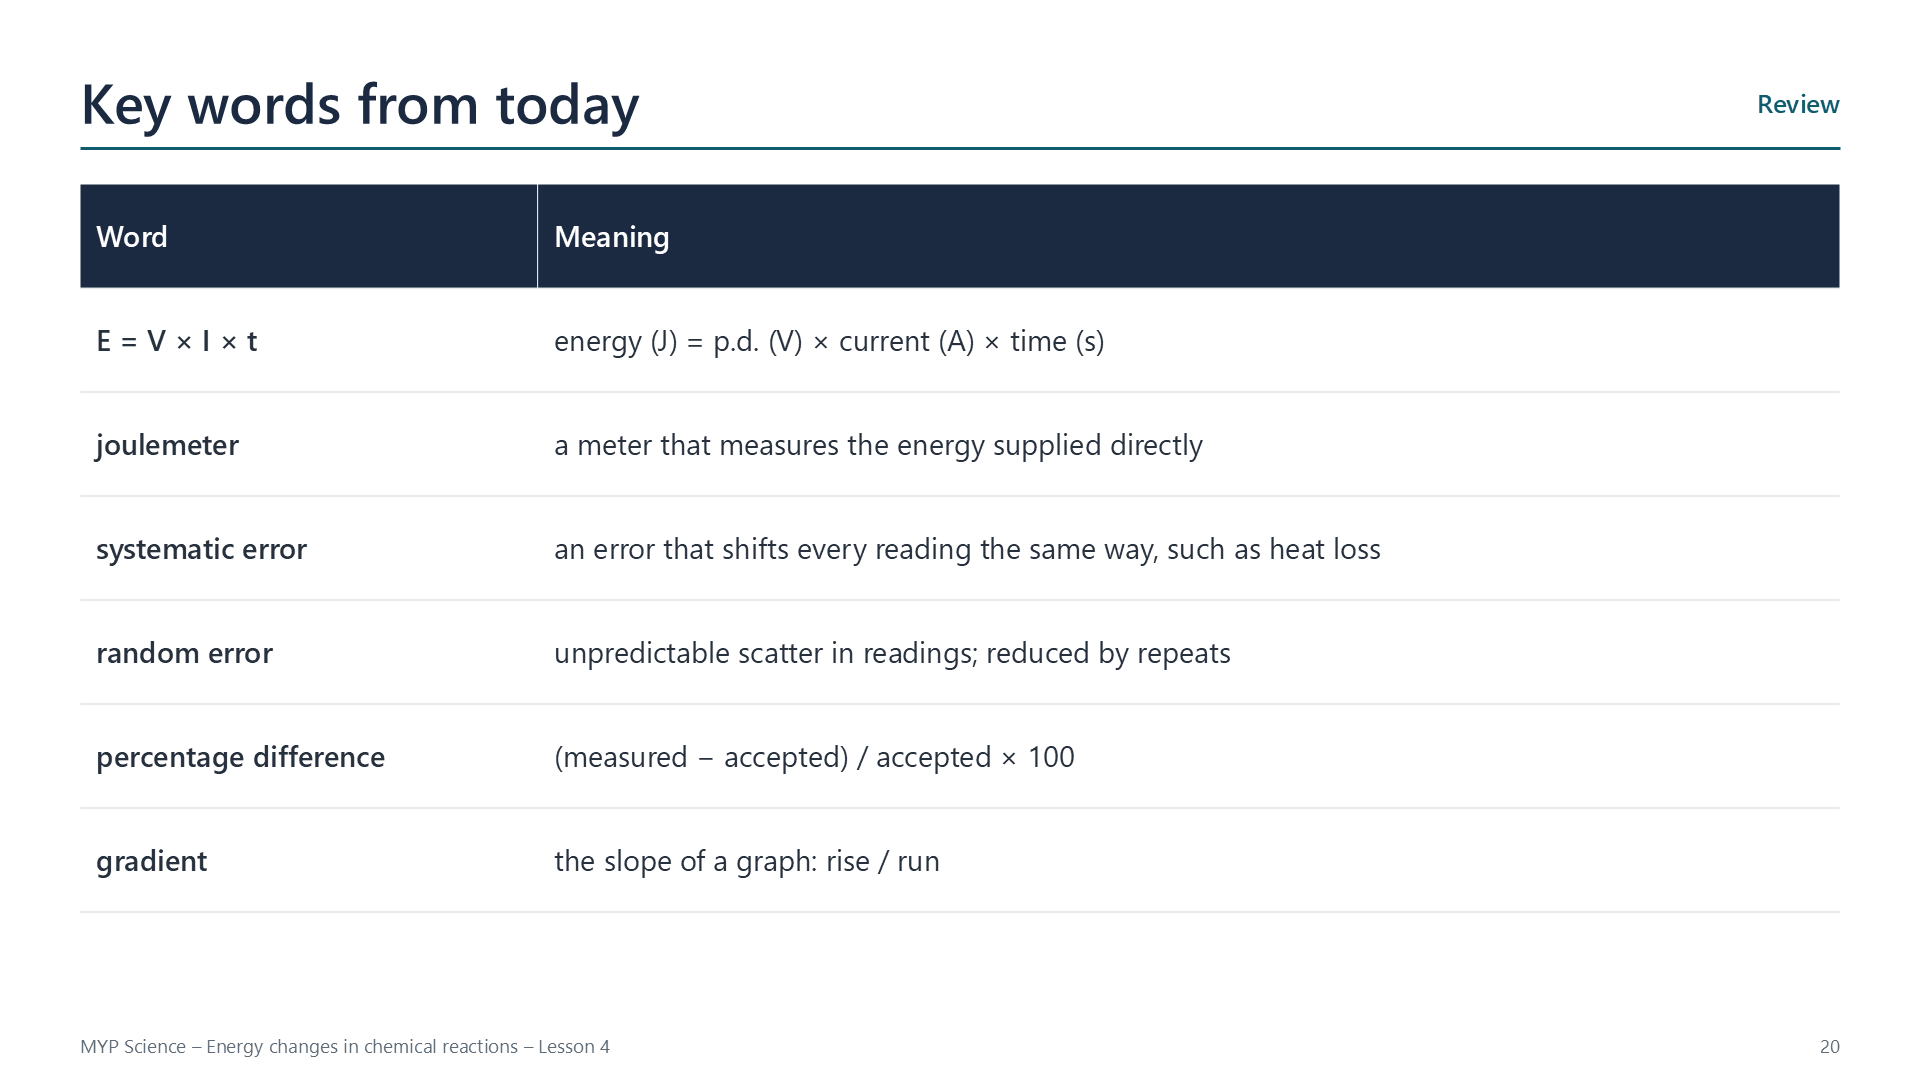 Key words from today
Review
Word
Meaning
E = V × I × t
energy (J) = p.d. (V) × current (A) × time (s)
joulemeter
a meter that measures the energy supplied directly
systematic error
an error that shifts every reading the same way, such as heat loss
random error
unpredictable scatter in readings; reduced by repeats
percentage difference
(measured − accepted) / accepted × 100
gradient
the slope of a graph: rise / run
MYP Science – Energy changes in chemical reactions – Lesson 4
20